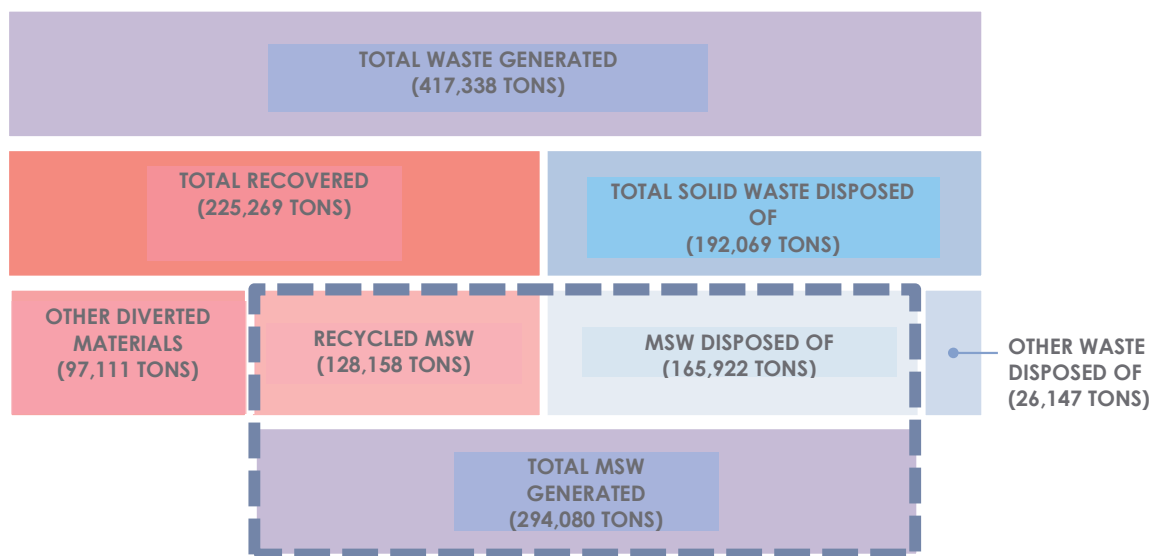 TOTAL WASTE GENERATED
(417,338 TONS)
TOTAL RECOVERED
(225,269 TONS)
TOTAL SOLID WASTE DISPOSED
OF
(192,069 TONS)
OTHER DIVERTED
MATERIALS
(97,111 TONS)
RECYCLED MSW
(128,158 TONS)
MSW DISPOSED OF
(165,922 TONS)
OTHER WASTE
DISPOSED OF
(26,147 TONS)
TOTAL MSW
GENERATED
(294,080 TONS)